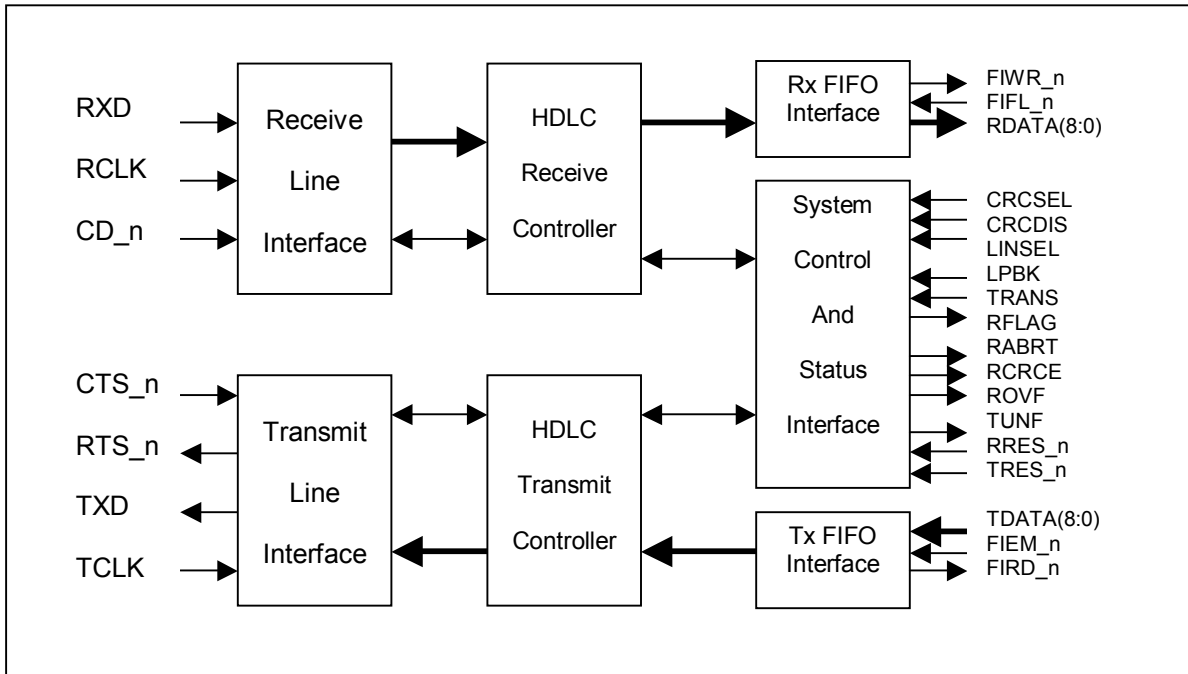 RXD
RCLK
CD_n
Receive
Line
Interface
HDLC
Receive
Controller
Rx FIFO
Interface
FIWR_n
FIFL_n
RDATA(8:0)
System
Control
And
Status
Interface
CRCSEL
CRCDIS
LINSEL
LPBK
TRANS
RFLAG
RABRT
RCRCE
ROVF
TUNF
RRES_n
TRES_n
CTS_n
RTS_n
TXD
TCLK
Transmit
Line
Interface
HDLC
Transmit
Controller
Tx FIFO
Interface
TDATA(8:0)
FIEM_n
FIRD_n